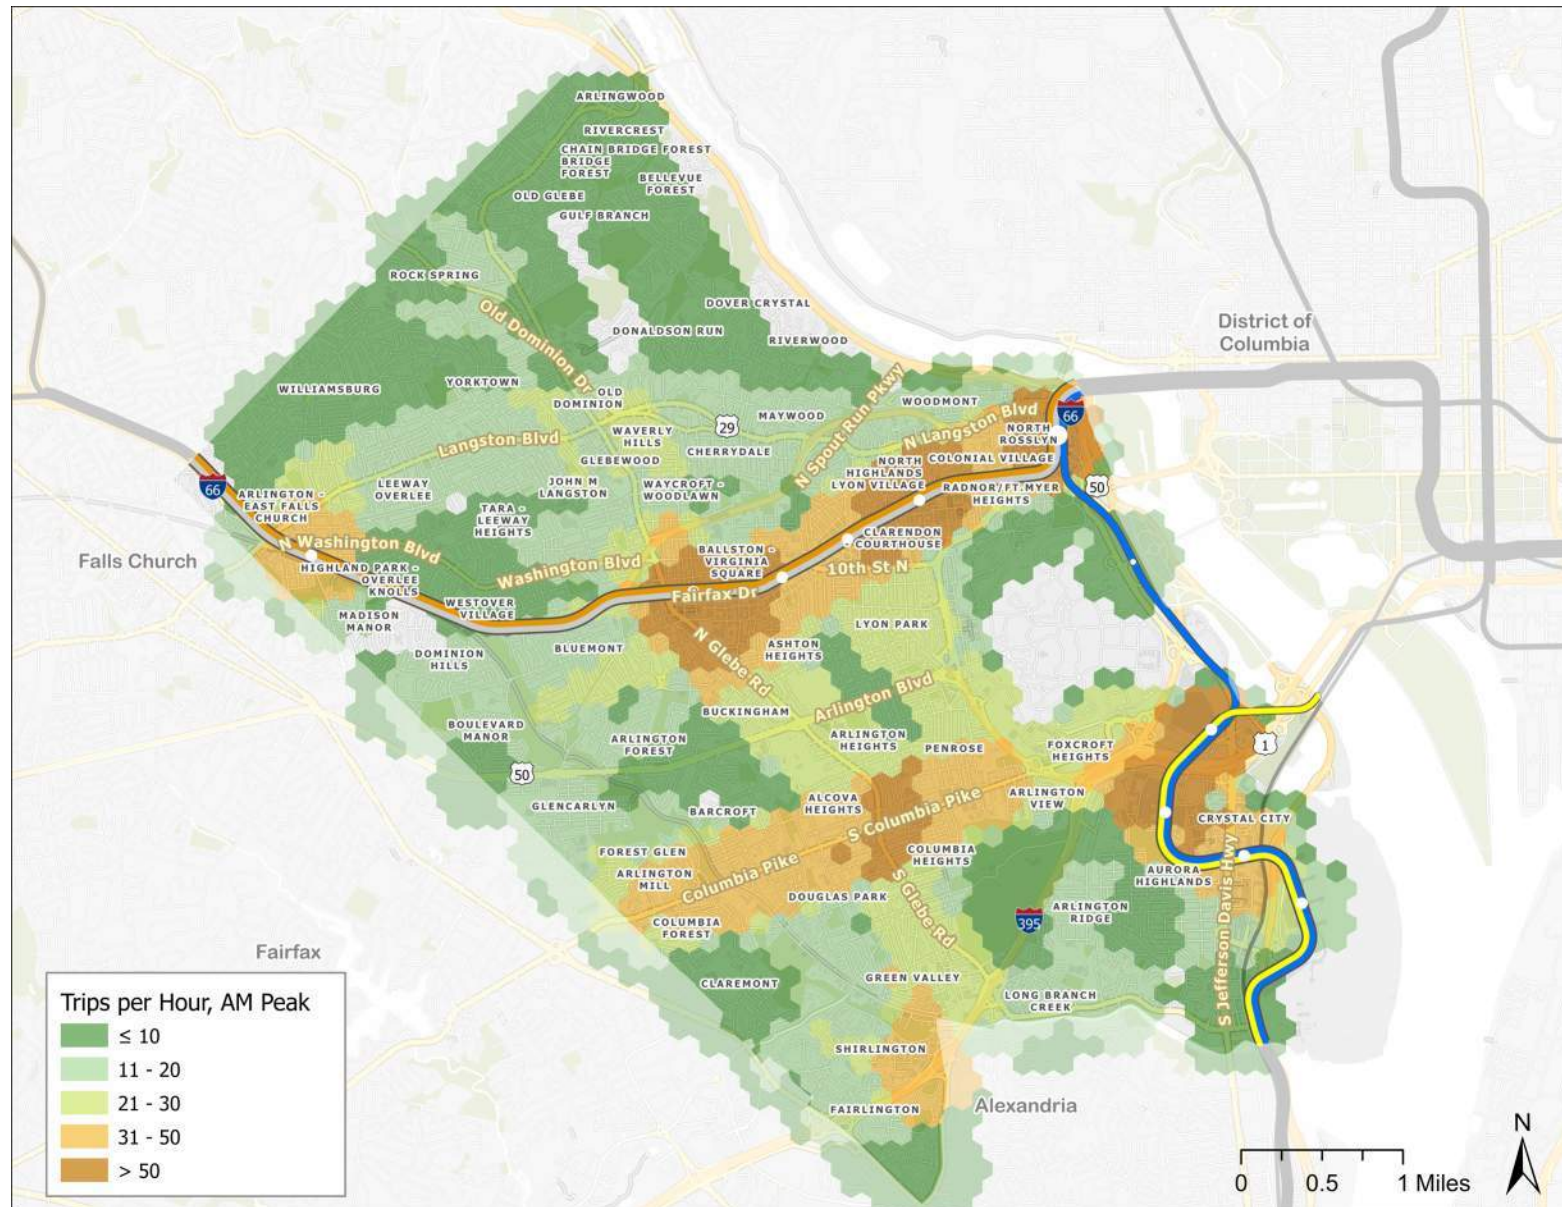 ARLINGWOOD
RIVERCREST
CHAIN BRIDGE FOREST
BRIDGE
FOREST
BELLEVUE
FOREST
OLD GLEBE
GULF BRANCH
ROCK SPRING
DOVER CRYSTAL
DONALDSON RUN
RIVERWOOD
Old Dominion Dr
District of
Columbia
WILLIAMSBURG
YORKTOWN
OLD
DOMINION
MAYWOOD
WOODMONT
29
N Spout Run Pkwy
N Langston Blvd
66
NORTH
ROSSLYN
Langston Blvd
WAVERLY
HILLS
CHERRYDALE
GLEBEWOOD
COLONIAL VILLAGE
NORTH
HIGHLANDS
LYON VILLAGE
66
ARLINGTON -
EAST FALLS
CHURCH
LEEWAY
OVERLEE
JOHN M
LANGSTON
WAYCROFT -
WOODLAWN
RADNOR/FT.MYER
HEIGHTS
50
TARA -
LEEWAY
HEIGHTS
N Washington Blvd
Falls Church
HIGHLAND PARK -
OVERLEE
KNOLLS
Washington Blvd
BALLSTON -
VIRGINIA
SQUARE
CLARENDON
COURTHOUSE
10th St N
Fairfax Dr
WESTOVER
VILLAGE
MADISON
MANOR
DOMINION
HILLS
BLUEMONT
N Glebe Rd
ASHTON
HEIGHTS
LYON PARK
Arlington Blvd
BUCKINGHAM
BOULEVARD
MANOR
ARLINGTON
FOREST
ARLINGTON
HEIGHTS
PENROSE
FOXCROFT
HEIGHTS
1
50
GLENCARLYN
BARCROFT
ALCOVA
HEIGHTS
S Columbia Pike
ARLINGTON
VIEW
CRYSTAL CITY
FOREST GLEN
ARLINGTON
MILL
Columbia Pike
COLUMBIA
HEIGHTS
AURORA
HIGHLANDS
S Jefferson Davis Hwy
DOUGLAS PARK
S Glebe Rd
COLUMBIA
FOREST
395
ARLINGTON
RIDGE
Fairfax
CLAREMONT
GREEN VALLEY
LONG BRANCH
CREEK
SHIRLINGTON
FAIRLINGTON
Alexandria
Trips per Hour, AM Peak
≤ 10
11 - 20
21 - 30
31 - 50
> 50
N
0 0.5 1 Miles